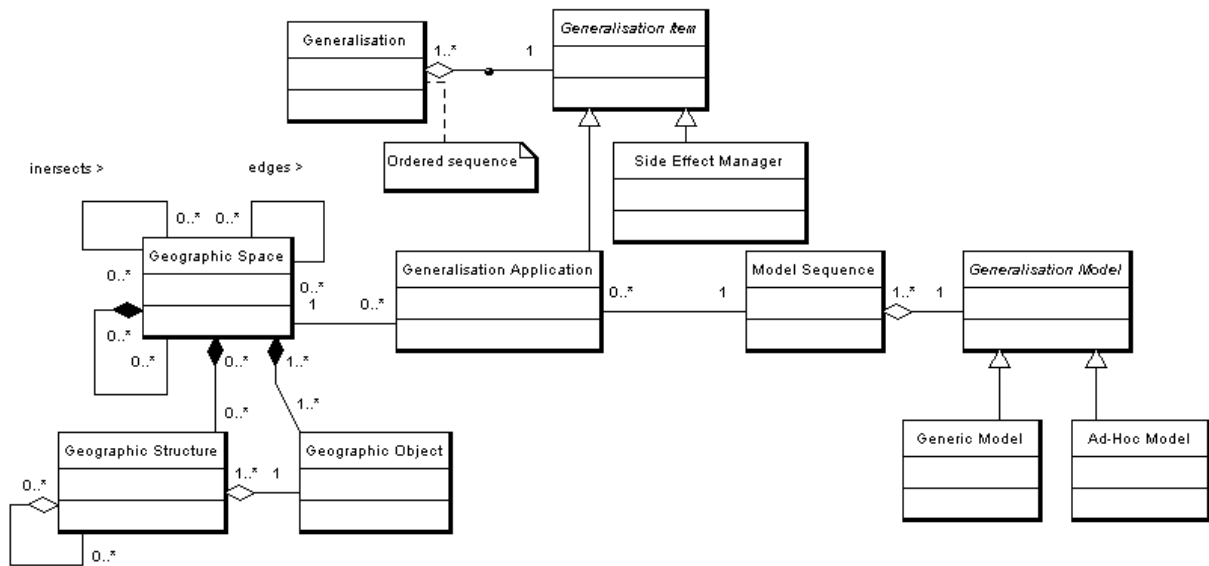 Generalisation
1..*
1
Generalisation Item
Ordered sequence
Side Effect Manager
inersects >
edges >
0..*
0..*
Geographic Space
0..*
0..*
1
0..*
Generalisation Application
0..*
1
Model Sequence
1..*
1
Generalisation Model
0..*
0..*
0..*
1..*
0..*
1..*
Geographic Structure
1..*
1
Geographic Object
Generic Model
Ad-Hoc Model
0..*
0..*